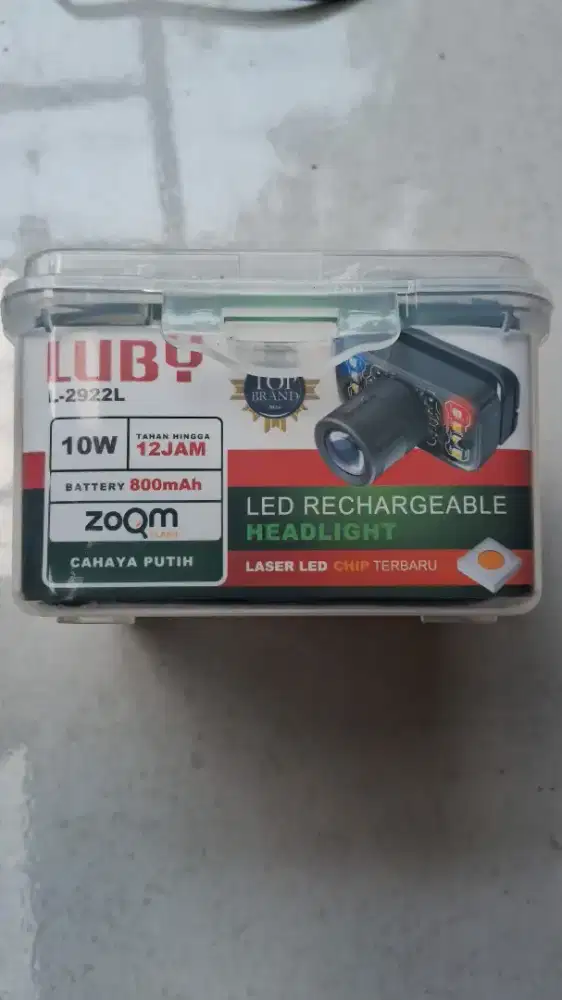 LUBY
L-2922L
TOP
BRAND
10W
TAHAN HINGGA
12JAM
BATTERY 800mAh
ZOOM
CAHAYA PUTIH
LED RECHARGEABLE
HEADLIGHT
LASER LED CHIP TERBARU